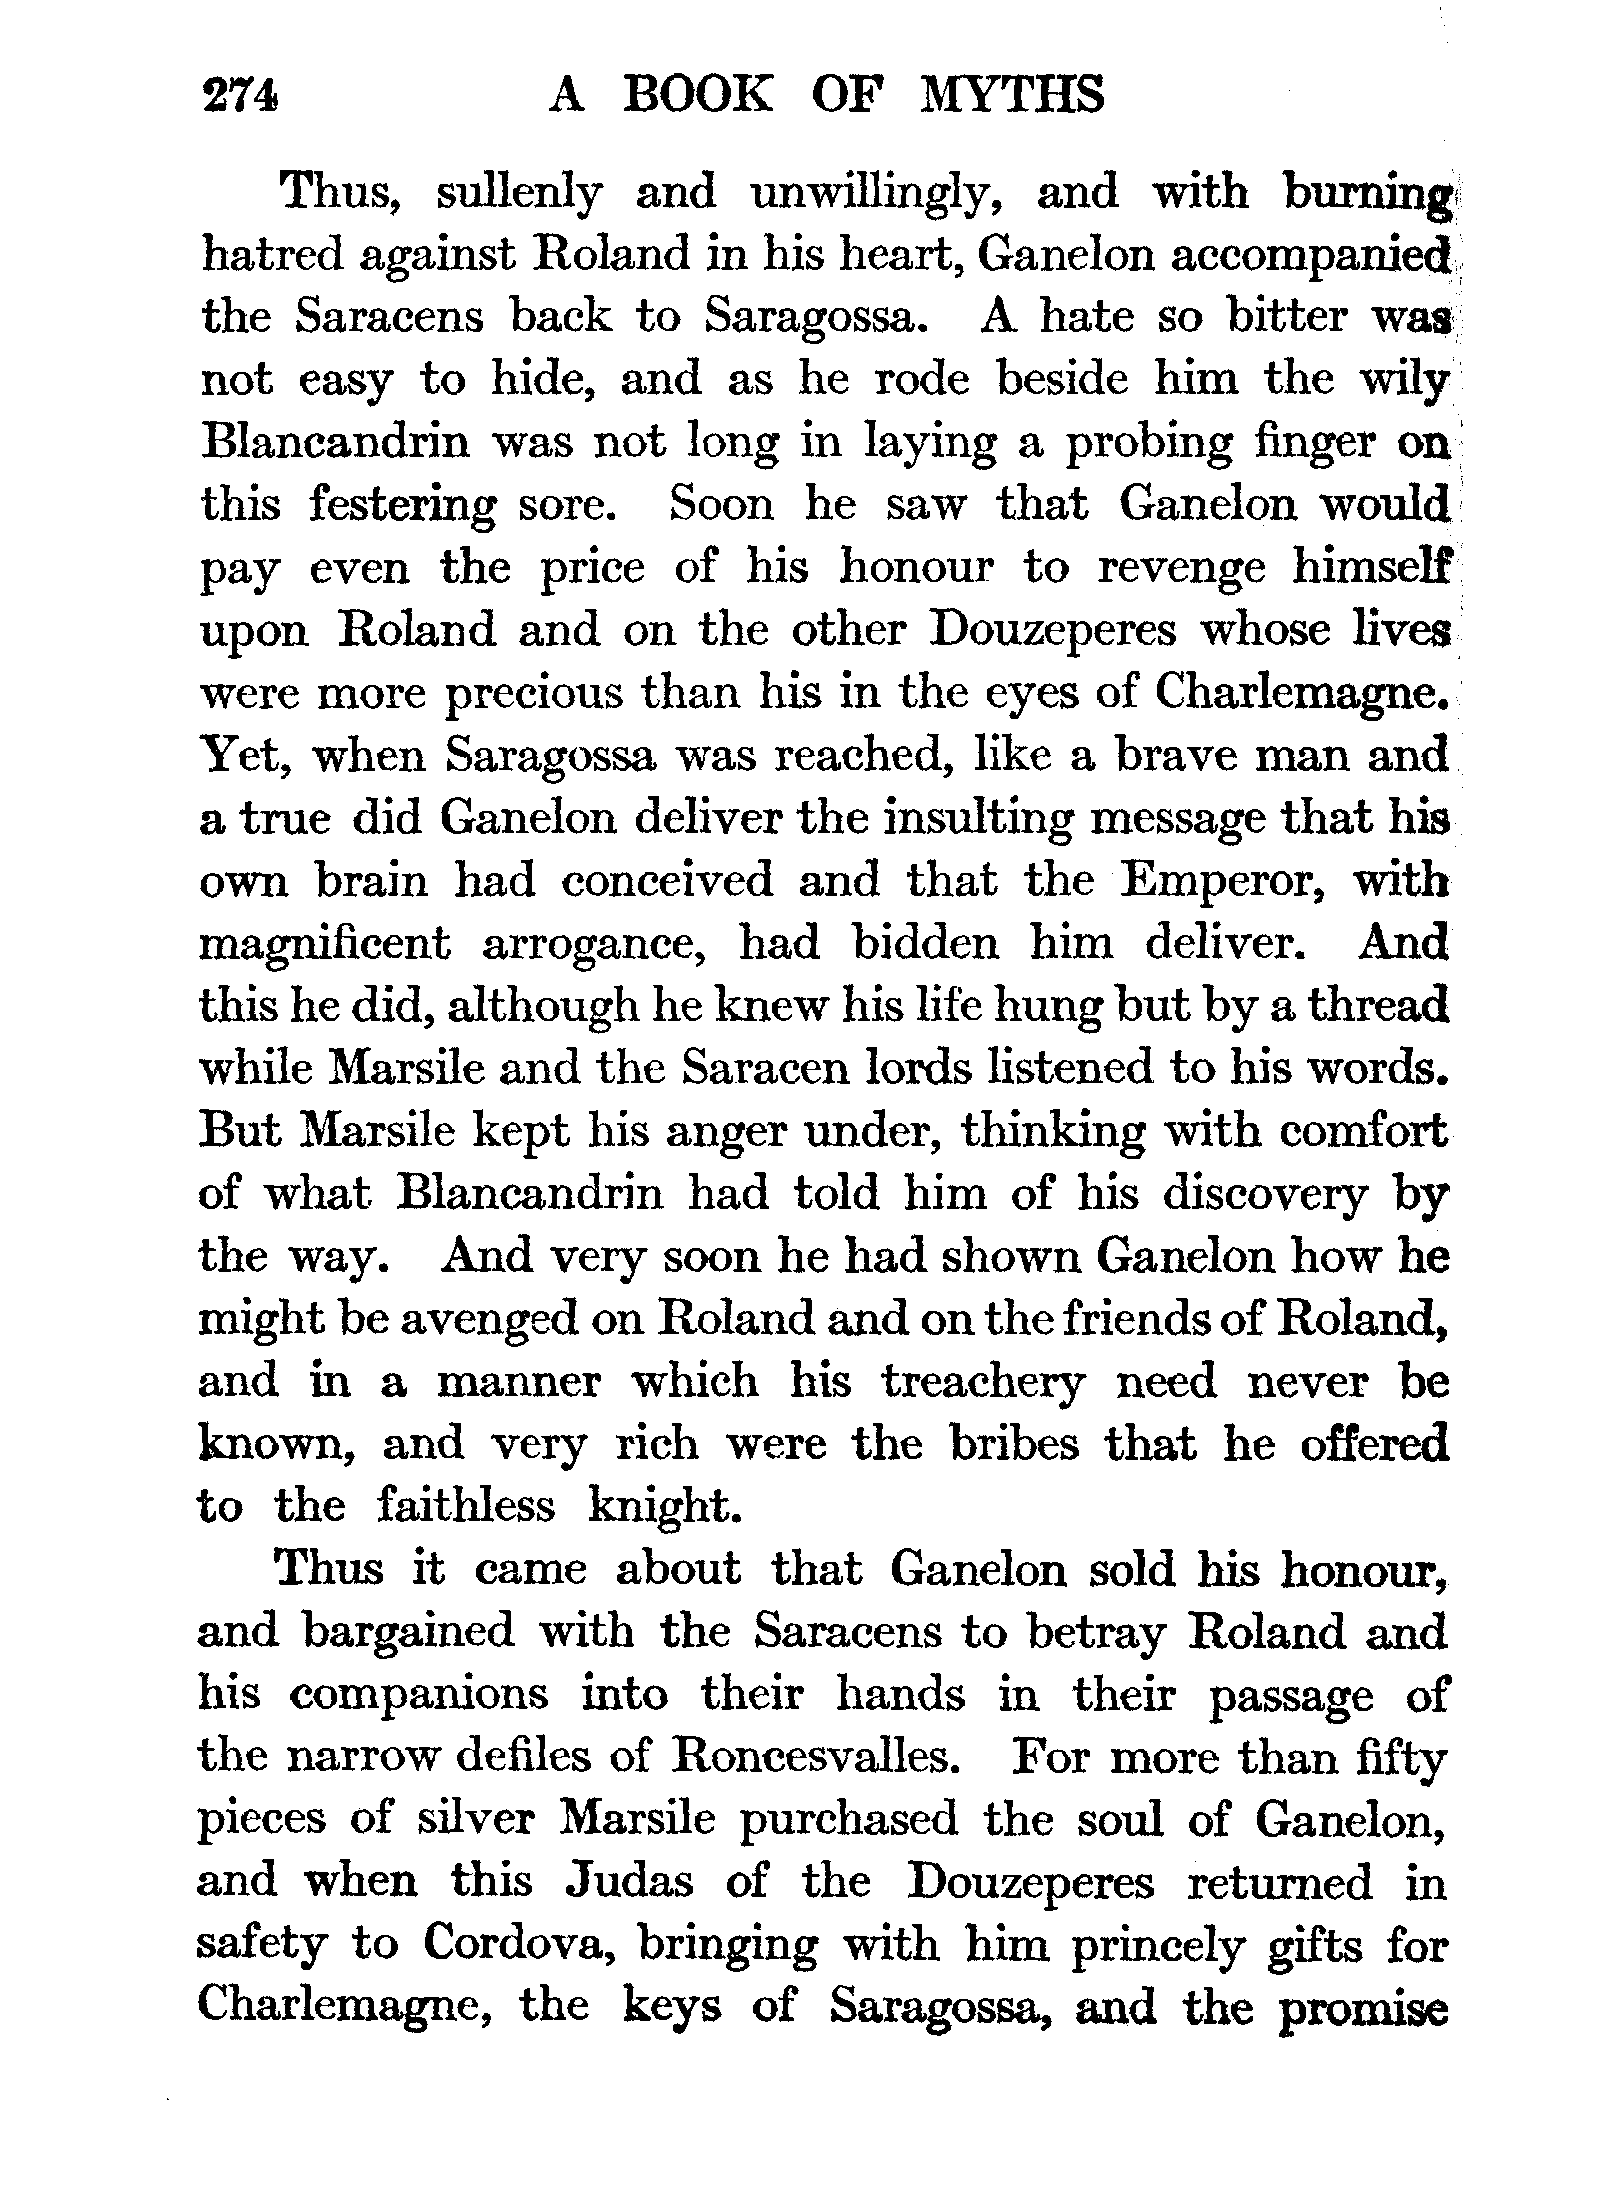 274 A BOOK OF MYTHS
Thus, sullenly and unwillingly, and with burning
hatred against Roland in his heart, Ganelon accompanied
the Saracens back to Saragossa. A hate so bitter was
not easy to hide, and as he rode beside him the wily
Blancandrin was not long in laying a probing finger on
this festering sore. Soon he saw that Ganelon would
pay even the price of his honour to revenge himself
upon Roland and on the other Douzeperes whose lives
were more precious than his in the eyes of Charlemagne.
Yet, when Saragossa was reached, like a brave man and
a true did Ganelon deliver the insulting message that his
own brain had conceived and that the Emperor, with
magnificent arrogance, had bidden him deliver. And
this he did, although he knew his life hung but by a thread
while Marsile and the Saracen lords listened to his words.
But Marsile kept his anger under, thinking with comfort
of what Blancandrin had told him of his discovery by
the way. And very soon he had shown Ganelon how he
might be avenged on Roland and on the friends of Roland,
and in a manner which his treachery need never be
known, and very rich were the bribes that he offered
to the faithless knight.
Thus it came about that Ganelon sold his honour,
and bargained with the Saracens to betray Roland and
his companions into their hands in their passage of
the narrow defiles of Roncesvalles. For more than fifty
pieces of silver Marsile purchased the soul of Ganelon,
and when this Judas of the Douzeperes returned in
safety to Cordova, bringing with him princely gifts for
Charlemagne, the keys of Saragossa, and the promise